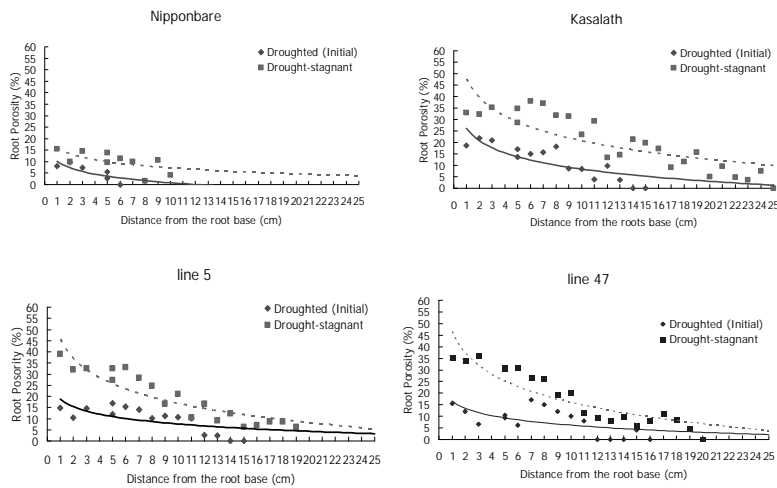 Nipponbare
60
55
50
45
40
35
30
25
20
15
10
5
0
Root Porosity (%)
Droughted (Initial)
Drought-stagnant
0 1 2 3 4 5 6 7 8 9 10 11 12 13 14 15 16 17 18 19 20 21 22 23 24 25
Distance from the root base (cm)
Kasalath
60
55
50
45
40
35
30
25
20
15
10
5
0
Root Porosity (%)
Droughted (Initial)
Drought-stagnant
0 1 2 3 4 5 6 7 8 9 10 11 12 13 14 15 16 17 18 19 20 21 22 23 24 25
Distance from the roots base (cm)
line 5
60
55
50
45
40
35
30
25
20
15
10
5
0
Root Posority (%)
Droughted (Initial)
Drought-stagnant
0 1 2 3 4 5 6 7 8 9 10 11 12 13 14 15 16 17 18 19 20 21 22 23 24 25
Distance from the root base (cm)
line 47
60
55
50
45
40
35
30
25
20
15
10
5
0
Root Porosity (%)
Droughted (Initial)
Drought-stagnant
0 1 2 3 4 5 6 7 8 9 10 11 12 13 14 15 16 17 18 19 20 21 22 23 24 25
Distance from the root base (cm)